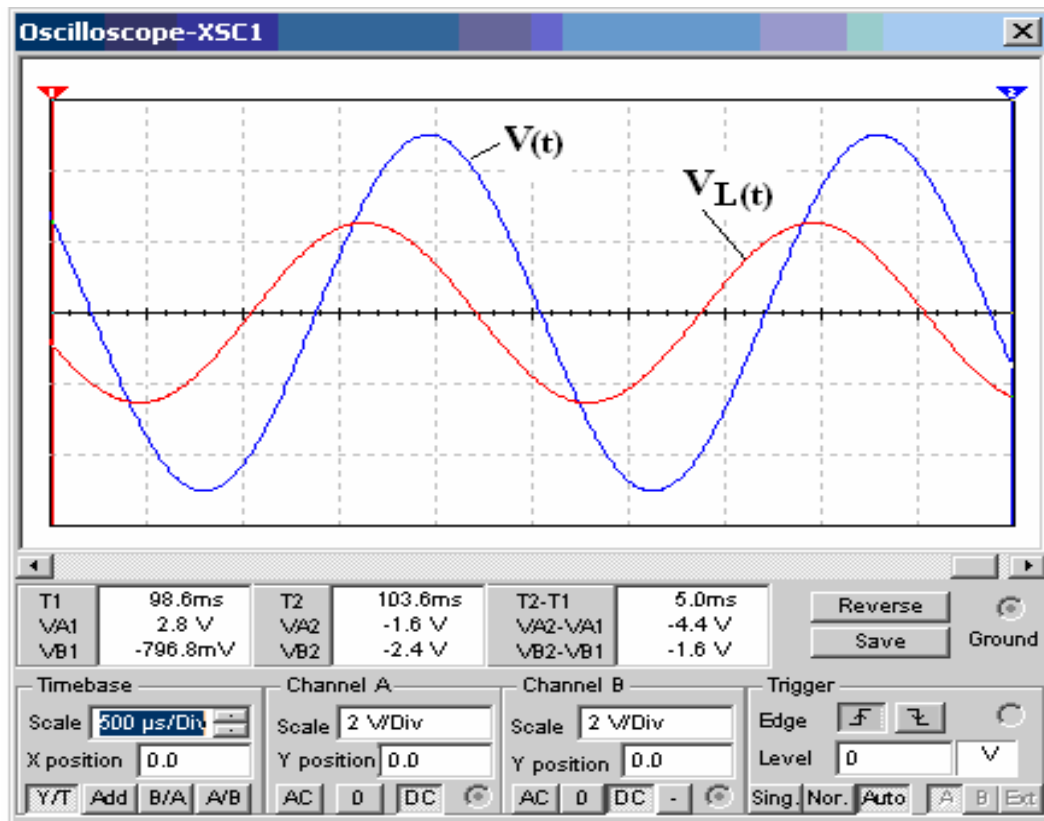 Oscilloscope-XSC1
1
2
V(t)
VL(t)
T1 98.6ms T2 103.6ms T2-T1 5.0ms
VA1 2.8 V VA2 -1.6 V VA2-VA1 -4.4 V
VB1 -796.8mV VB2 -2.4 V VB2-VB1 -1.6 V
Reverse
Save
Ground
Timebase
Scale 500 µs/Div
X position 0.0
Y/T Add B/A A/B
Channel A
Scale 2 V/Div
Y position 0.0
AC 0 DC
Channel B
Scale 2 V/Div
Y position 0.0
AC 0 DC -
Trigger
Edge
Level 0 V
Sing. Nor. Auto A B Ext